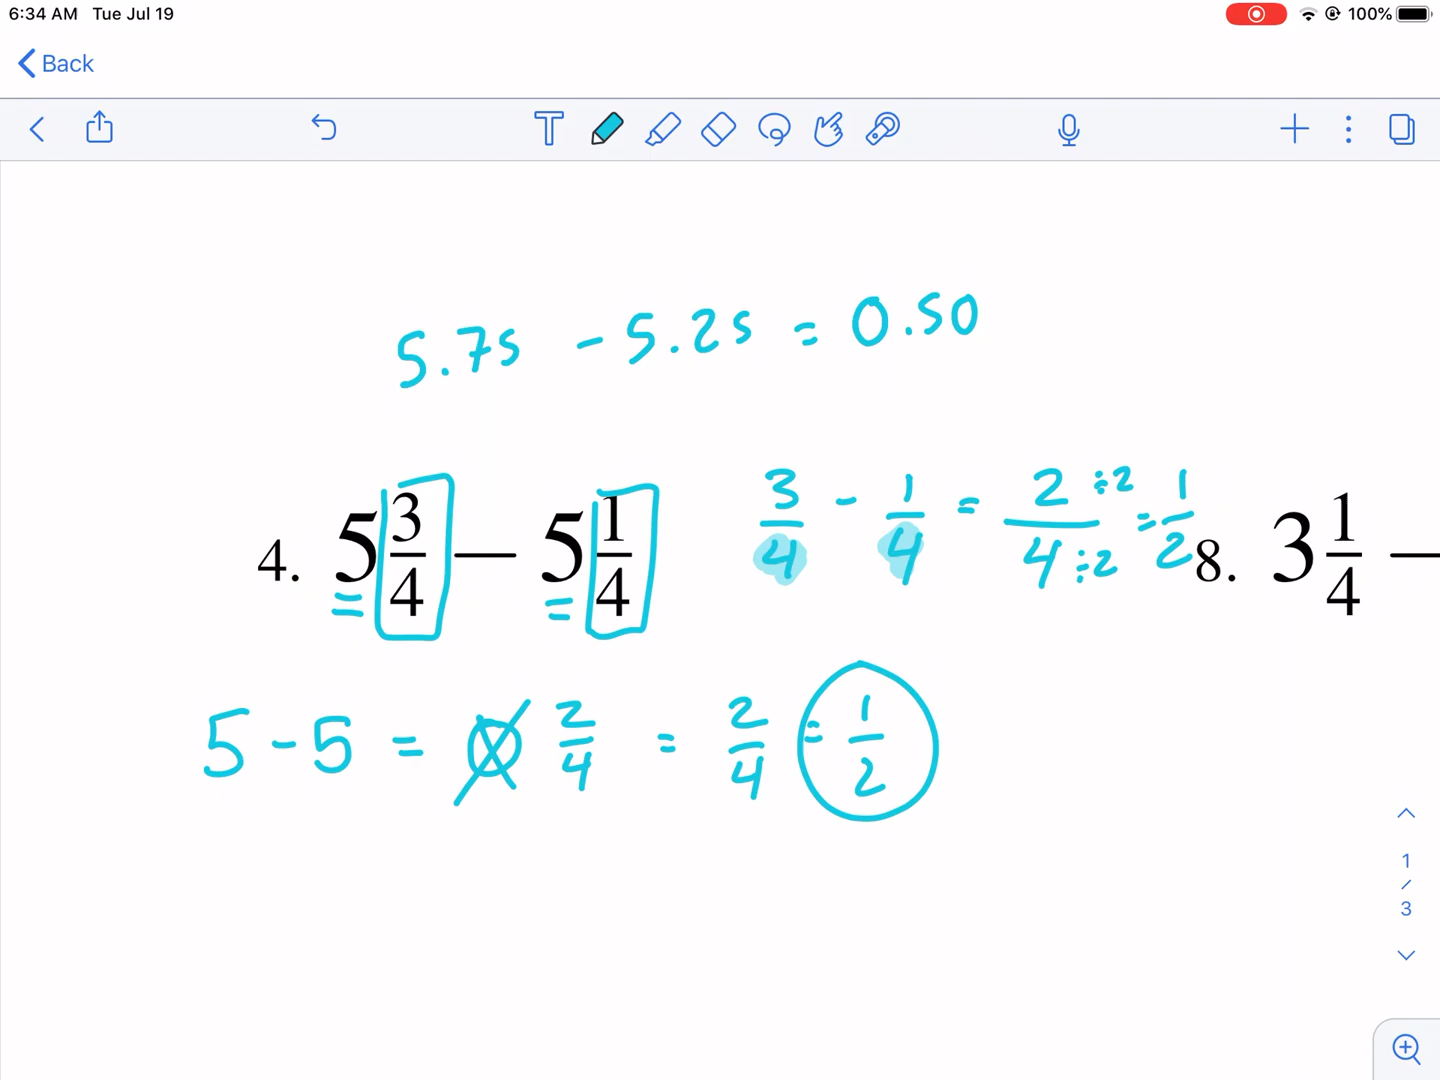 6:34 AM Tue Jul 19 100%
Back
5.75 - 5.25 = 0.50
4. 5 3/4 — 5 1/4 3/4 - 1/4 = 2÷2/4÷2 = 1/2 8. 3 1/4 —
5 - 5 = 0 2/4 = 2/4 = 1/2
1
/
3